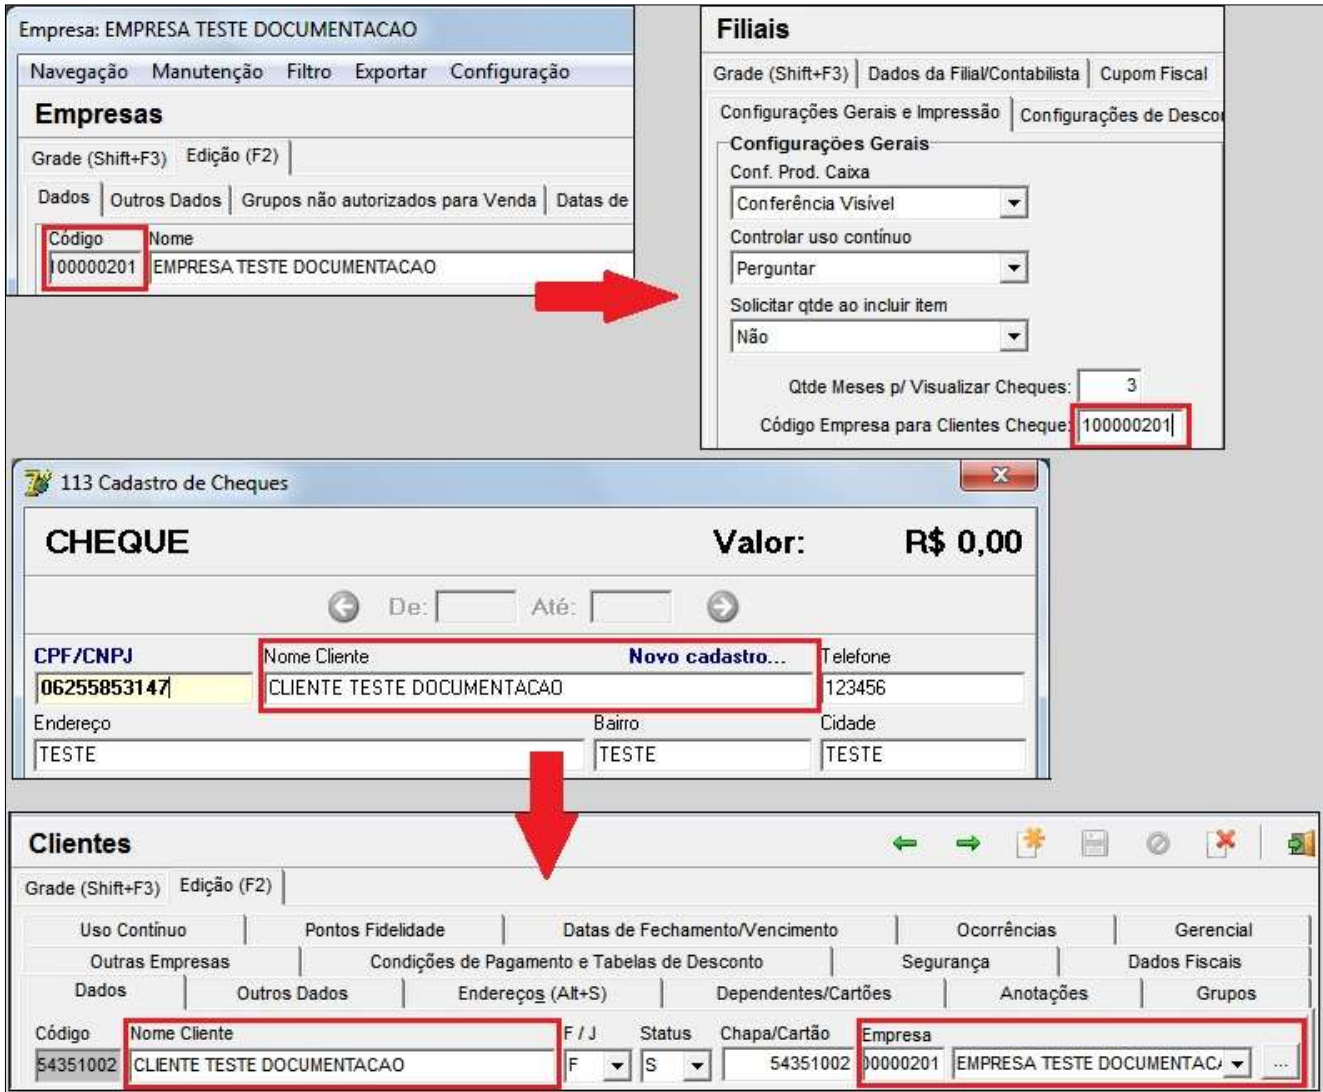 Empresa: EMPRESA TESTE DOCUMENTACAO
Navegação Manutenção Filtro Exportar Configuração
Empresas
Grade (Shift+F3) Edição (F2)
Dados Outros Dados Grupos não autorizados para Venda Datas de
Código Nome
100000201 EMPRESA TESTE DOCUMENTACAO
Filiais
Grade (Shift+F3) Dados da Filial/Contabilista Cupom Fiscal
Configurações Gerais e Impressão Configurações de Desco
Configurações Gerais
Conf. Prod. Caixa
Conferência Visível
Controlar uso contínuo
Perguntar
Solicitar qtde ao incluir item
Não
Qtde Meses p/ Visualizar Cheques: 3
Código Empresa para Clientes Cheque: 100000201
113 Cadastro de Cheques
CHEQUE Valor: R$ 0,00
De: Até:
CPF/CNPJ Nome Cliente Novo cadastro... Telefone
06255853147 CLIENTE TESTE DOCUMENTACAO 123456
Endereço Bairro Cidade
TESTE TESTE TESTE
Clientes
Grade (Shift+F3) Edição (F2)
Uso Contínuo Pontos Fidelidade Datas de Fechamento/Vencimento Ocorrências Gerencial
Outras Empresas Condições de Pagamento e Tabelas de Desconto Segurança Dados Fiscais
Dados Outros Dados Endereços (Alt+S) Dependentes/Cartões Anotações Grupos
Código Nome Cliente F / J Status Chapa/Cartão Empresa
54351002 CLIENTE TESTE DOCUMENTACAO F S 54351002 00000201 EMPRESA TESTE DOCUMENTAC ...